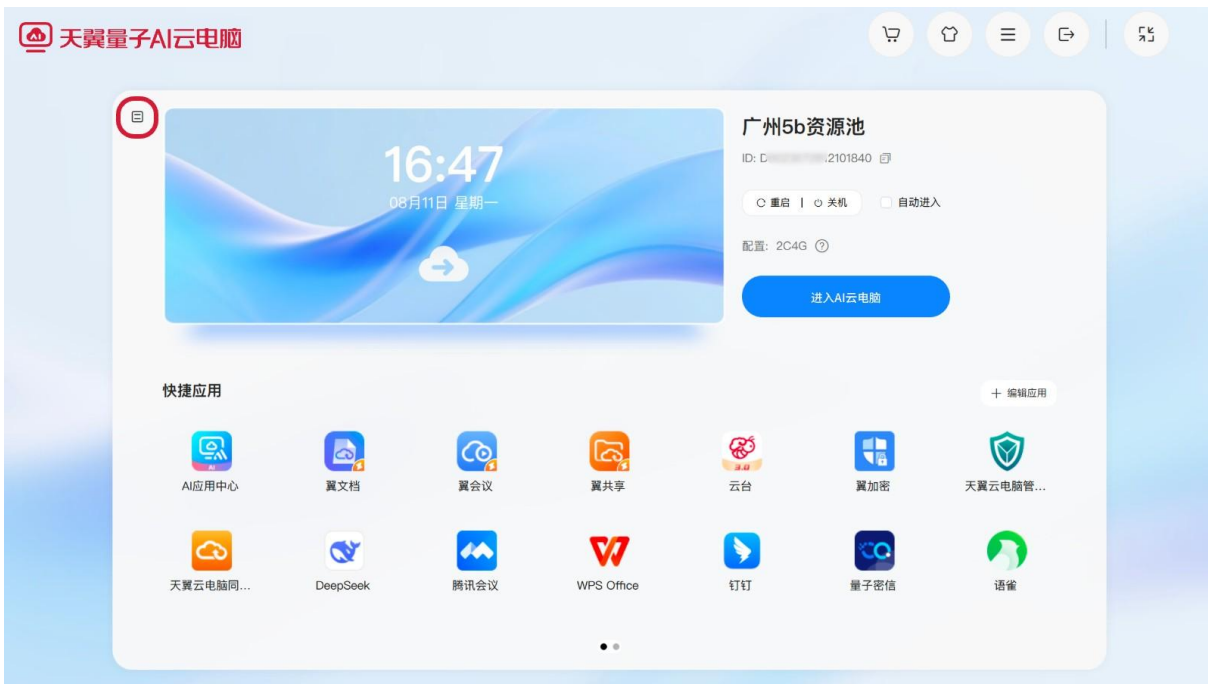 天翼量子AI云电脑
16:47
08月11日 星期一
广州5b资源池
ID: D 2101840
重启 | 关机 自动进入
配置: 2C4G
进入AI云电脑
快捷应用
+ 编辑应用
AI应用中心 翼文档 翼会议 翼共享 云台 翼加密 天翼云电脑管...
天翼云电脑同... DeepSeek 腾讯会议 WPS Office 钉钉 量子密信 语雀